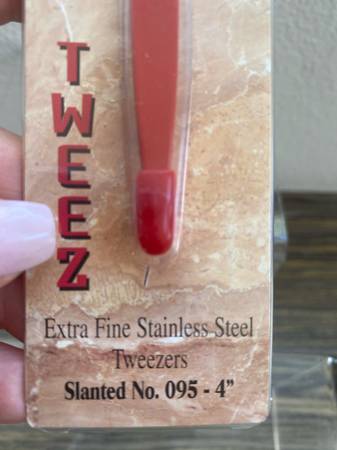 TWEEZ
Extra Fine Stainless Steel
Tweezers
Slanted No. 095 - 4”